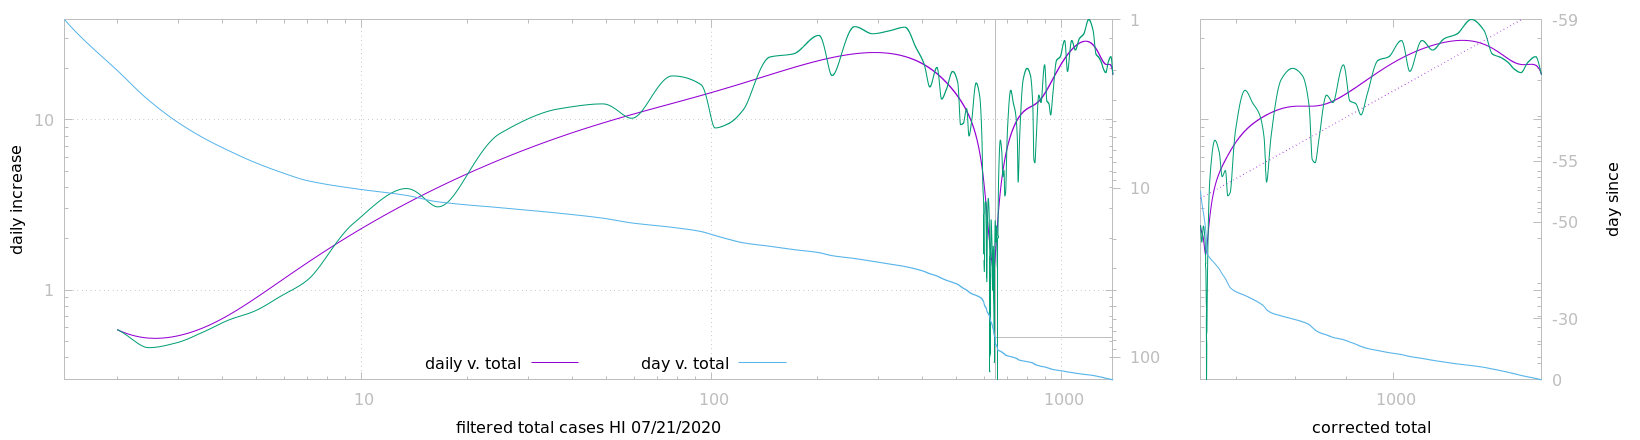 daily increase
10
1
daily v. total
day v. total
10
100
1000
filtered total cases HI 07/21/2020
1
10
100
1000
corrected total
-59
-55
-50
-30
0
day since